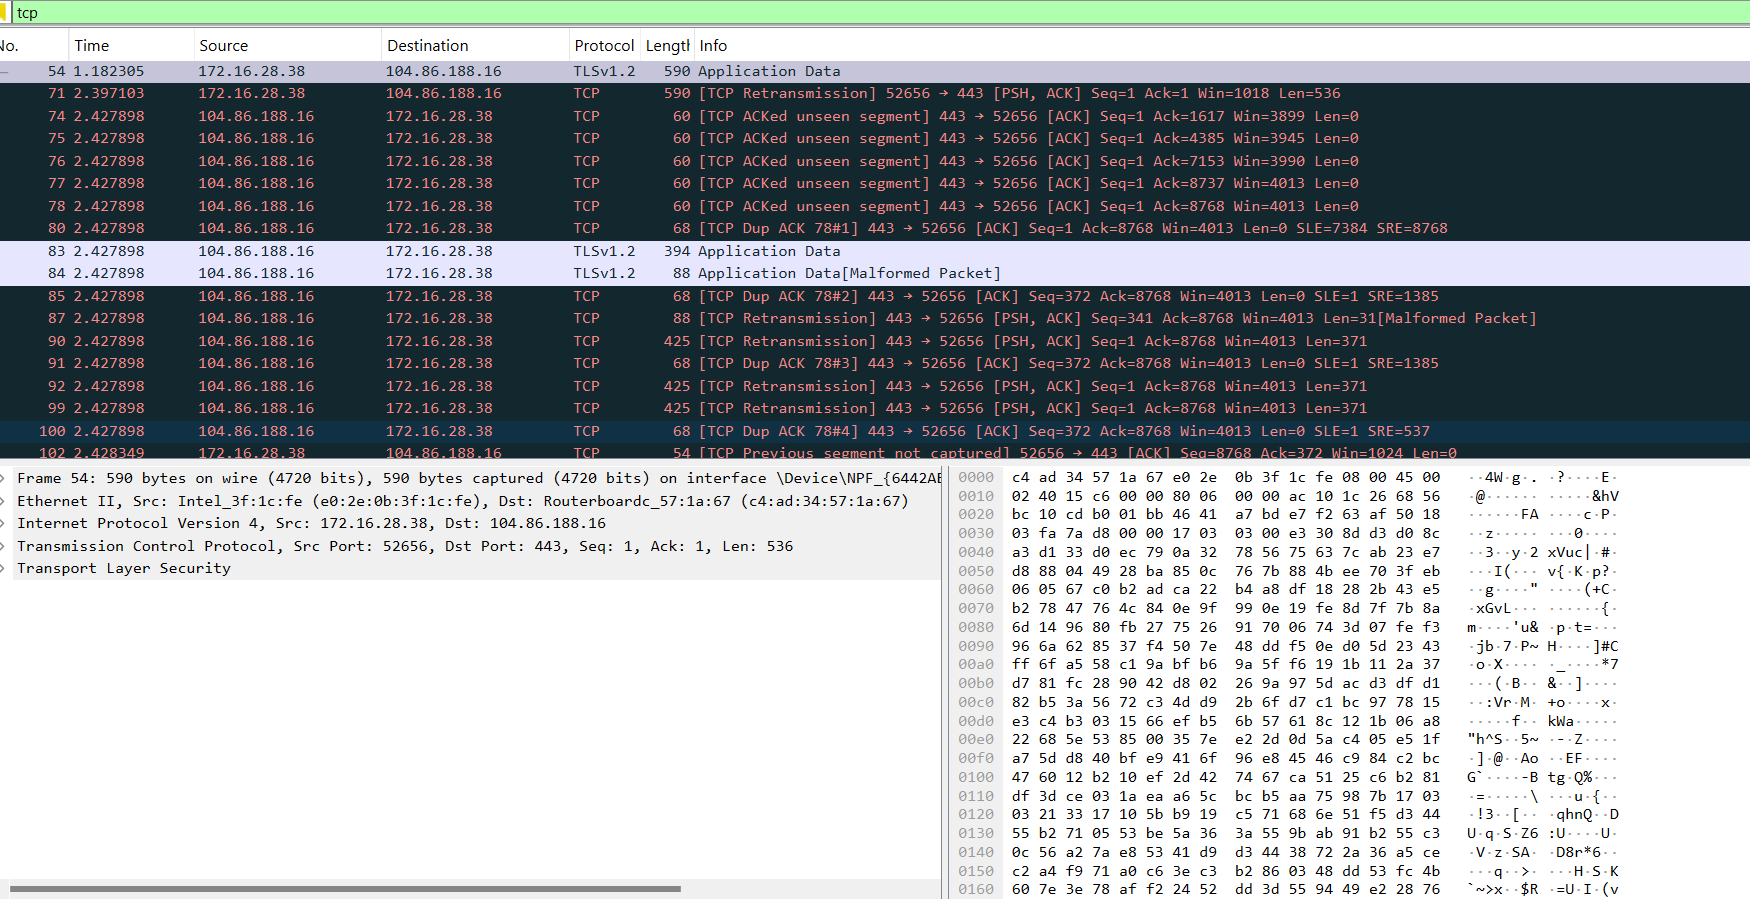 tcp
No. Time Source Destination Protocol Length Info
54 1.182305 172.16.28.38 104.86.188.16 TLSv1.2 590 Application Data
71 2.397103 172.16.28.38 104.86.188.16 TCP 590 [TCP Retransmission] 52656 → 443 [PSH, ACK] Seq=1 Ack=1 Win=1018 Len=536
74 2.427898 104.86.188.16 172.16.28.38 TCP 60 [TCP ACKed unseen segment] 443 → 52656 [ACK] Seq=1 Ack=1617 Win=3899 Len=0
75 2.427898 104.86.188.16 172.16.28.38 TCP 60 [TCP ACKed unseen segment] 443 → 52656 [ACK] Seq=1 Ack=4385 Win=3945 Len=0
76 2.427898 104.86.188.16 172.16.28.38 TCP 60 [TCP ACKed unseen segment] 443 → 52656 [ACK] Seq=1 Ack=7153 Win=3990 Len=0
77 2.427898 104.86.188.16 172.16.28.38 TCP 60 [TCP ACKed unseen segment] 443 → 52656 [ACK] Seq=1 Ack=8737 Win=4013 Len=0
78 2.427898 104.86.188.16 172.16.28.38 TCP 60 [TCP ACKed unseen segment] 443 → 52656 [ACK] Seq=1 Ack=8768 Win=4013 Len=0
80 2.427898 104.86.188.16 172.16.28.38 TCP 68 [TCP Dup ACK 78#1] 443 → 52656 [ACK] Seq=1 Ack=8768 Win=4013 Len=0 SLE=7384 SRE=8768
83 2.427898 104.86.188.16 172.16.28.38 TLSv1.2 394 Application Data
84 2.427898 104.86.188.16 172.16.28.38 TLSv1.2 88 Application Data[Malformed Packet]
85 2.427898 104.86.188.16 172.16.28.38 TCP 68 [TCP Dup ACK 78#2] 443 → 52656 [ACK] Seq=372 Ack=8768 Win=4013 Len=0 SLE=1 SRE=1385
87 2.427898 104.86.188.16 172.16.28.38 TCP 88 [TCP Retransmission] 443 → 52656 [PSH, ACK] Seq=341 Ack=8768 Win=4013 Len=31[Malformed Packet]
90 2.427898 104.86.188.16 172.16.28.38 TCP 425 [TCP Retransmission] 443 → 52656 [PSH, ACK] Seq=1 Ack=8768 Win=4013 Len=371
91 2.427898 104.86.188.16 172.16.28.38 TCP 68 [TCP Dup ACK 78#3] 443 → 52656 [ACK] Seq=372 Ack=8768 Win=4013 Len=0 SLE=1 SRE=1385
92 2.427898 104.86.188.16 172.16.28.38 TCP 425 [TCP Retransmission] 443 → 52656 [PSH, ACK] Seq=1 Ack=8768 Win=4013 Len=371
99 2.427898 104.86.188.16 172.16.28.38 TCP 425 [TCP Retransmission] 443 → 52656 [PSH, ACK] Seq=1 Ack=8768 Win=4013 Len=371
100 2.427898 104.86.188.16 172.16.28.38 TCP 68 [TCP Dup ACK 78#4] 443 → 52656 [ACK] Seq=372 Ack=8768 Win=4013 Len=0 SLE=1 SRE=537
102 2.428349 172.16.28.38 104.86.188.16 TCP 54 [TCP Previous segment not captured] 52656 → 443 [ACK] Seq=8768 Ack=372 Win=1024 Len=0
Frame 54: 590 bytes on wire (4720 bits), 590 bytes captured (4720 bits) on interface \Device\NPF_{6442AE
Ethernet II, Src: Intel_3f:1c:fe (e0:2e:0b:3f:1c:fe), Dst: Routerboardc_57:1a:67 (c4:ad:34:57:1a:67)
Internet Protocol Version 4, Src: 172.16.28.38, Dst: 104.86.188.16
Transmission Control Protocol, Src Port: 52656, Dst Port: 443, Seq: 1, Ack: 1, Len: 536
Transport Layer Security
0000 c4 ad 34 57 1a 67 e0 2e 0b 3f 1c fe 08 00 45 00 ··4W·g·. ·?····E·
0010 02 40 15 c6 00 00 80 06 00 00 ac 10 1c 26 68 56 ·@······ ·····&hV
0020 bc 10 cd b0 01 bb 46 41 a7 bd e7 f2 63 af 50 18 ······FA ····c·P·
0030 03 fa 7a d8 00 00 17 03 03 00 e3 30 8d d3 d0 8c ··z····· ···0····
0040 a3 d1 33 d0 ec 79 0a 32 78 56 75 63 7c ab 23 e7 ··3··y·2 xVuc|·#·
0050 d8 88 04 49 28 ba 85 0c 76 7b 88 4b ee 70 3f eb ···I(··· v{·K·p?·
0060 06 05 67 c0 b2 ad ca 22 b4 a8 df 18 28 2b 43 e5 ··g····" ····(+C·
0070 b2 78 47 76 4c 84 0e 9f 99 0e 19 fe 8d 7f 7b 8a ·xGvL··· ······{·
0080 6d 14 96 80 fb 27 75 26 91 70 06 74 3d 07 fe f3 m····'u& ·p·t=···
0090 96 6a 62 85 37 f4 50 7e 48 dd f5 0e d0 5d 23 43 ·jb·7·P~ H····]#C
00a0 ff 6f a5 58 c1 9a bf b6 9a 5f f6 19 1b 11 2a 37 ·o·X···· ·_····*7
00b0 d7 81 fc 28 90 42 d8 02 26 9a 97 5d ac d3 df d1 ···(·B·· &··]····
00c0 82 b5 3a 56 72 c3 4d d9 2b 6f d7 c1 bc 97 78 15 ··:Vr·M· +o····x·
00d0 e3 c4 b3 03 15 66 ef b5 6b 57 61 8c 12 1b 06 a8 ·····f·· kWa·····
00e0 22 68 5e 53 85 00 35 7e e2 2d 0d 5a c4 05 e5 1f "h^S··5~ ·-·Z····
00f0 a7 5d d8 40 bf e9 41 6f 96 e8 45 46 c9 84 c2 bc ·]·@··Ao ··EF····
0100 47 60 12 b2 10 ef 2d 42 74 67 ca 51 25 c6 b2 81 G`····-B tg·Q%···
0110 df 3d ce 03 1a ea a6 5c bc b5 aa 75 98 7b 17 03 ·=·····\ ···u·{··
0120 03 21 33 17 10 5b b9 19 c5 71 68 6e 51 f5 d3 44 ·!3··[·· ·qhnQ··D
0130 55 b2 71 05 53 be 5a 36 3a 55 9b ab 91 b2 55 c3 U·q·S·Z6 :U····U·
0140 0c 56 a2 7a e8 53 41 d9 d3 44 38 72 2a 36 a5 ce ·V·z·SA· ·D8r*6··
0150 c2 a4 f9 71 a0 c6 3e c3 b2 86 03 48 dd 53 fc 4b ···q··>· ···H·S·K
0160 60 7e 3e 78 af f2 24 52 dd 3d 55 94 49 e2 28 76 `~>x··$R ·=U·I·(v